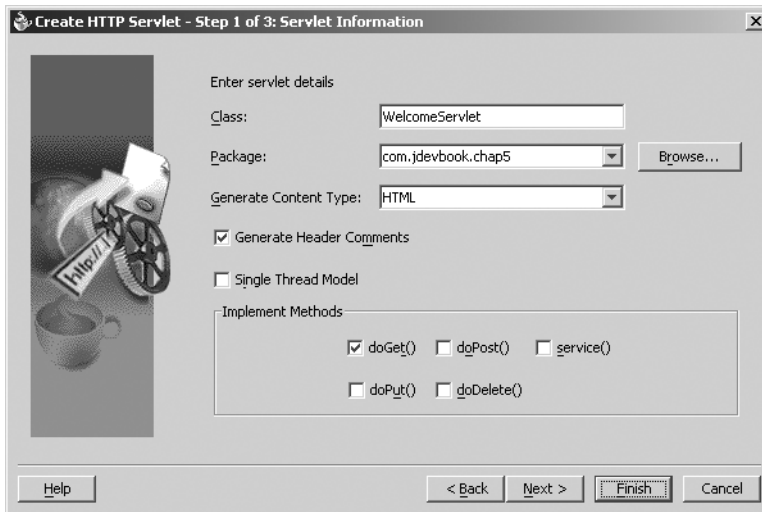 Create HTTP Servlet - Step 1 of 3: Servlet Information
Enter servlet details
Class: WelcomeServlet
Package: com.jdevbook.chap5 Browse...
Generate Content Type: HTML
Generate Header Comments
Single Thread Model
Implement Methods
doGet() doPost() service()
doPut() doDelete()
http://
Help < Back Next > Finish Cancel